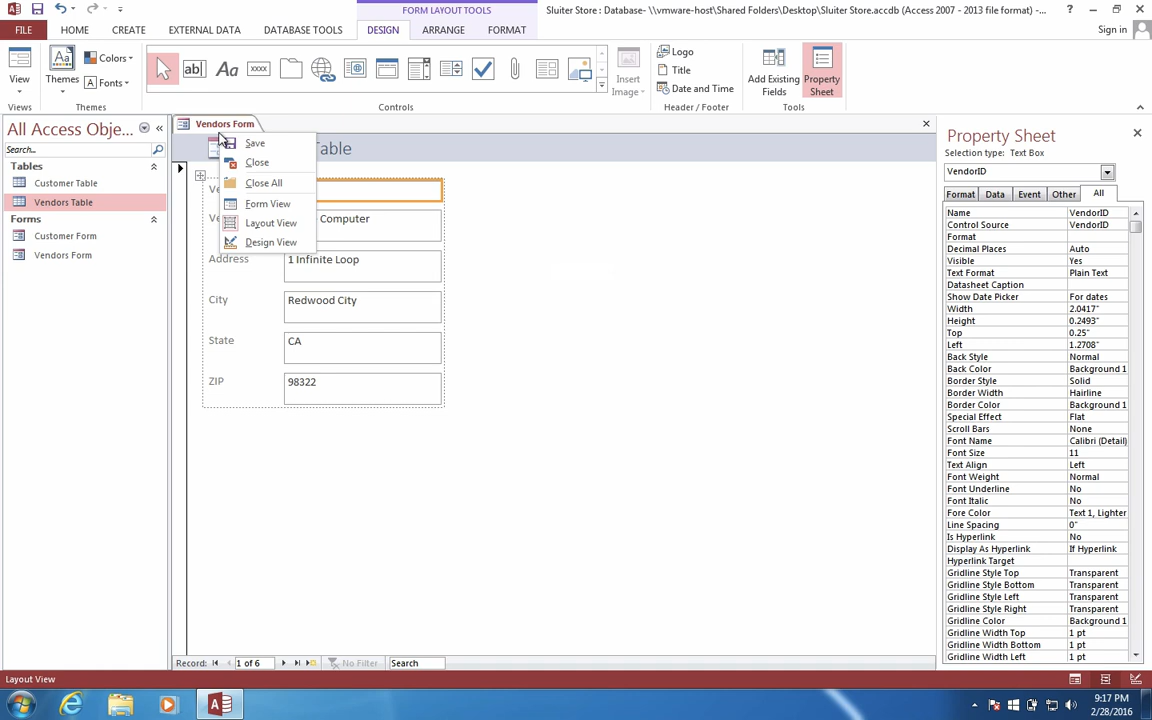 FORM LAYOUT TOOLS
Sluiter Store : Database- \\vmware-host\Shared Folders\Desktop\Sluiter Store.accdb (Access 2007 - 2013 file format) -...
FILE HOME CREATE EXTERNAL DATA DATABASE TOOLS DESIGN ARRANGE FORMAT
Sign in
View
Themes
Colors
Fonts
Insert
Image
Logo
Title
Date and Time
Add Existing
Fields
Property
Sheet
Views
Themes
Controls
Header / Footer
Tools
All Access Obje...
Search...
Tables
Customer Table
Vendors Table
Forms
Customer Form
Vendors Form
Vendors Form
Table
Save
Close
Close All
Form View
Layout View
Design View
Ve
Ve
Computer
Address
1 Infinite Loop
City
Redwood City
State
CA
ZIP
98322
Property Sheet
Selection type: Text Box
VendorID
Format Data Event Other All
Name VendorID
Control Source VendorID
Format
Decimal Places Auto
Visible Yes
Text Format Plain Text
Datasheet Caption
Show Date Picker For dates
Width 2.0417"
Height 0.2493"
Top 0.25"
Left 1.2708"
Back Style Normal
Back Color Background 1
Border Style Solid
Border Width Hairline
Border Color Background 1
Special Effect Flat
Scroll Bars None
Font Name Calibri (Detail)
Font Size 11
Text Align Left
Font Weight Normal
Font Underline No
Font Italic No
Fore Color Text 1, Lighter
Line Spacing 0"
Is Hyperlink No
Display As Hyperlink If Hyperlink
Hyperlink Target
Gridline Style Top Transparent
Gridline Style Bottom Transparent
Gridline Style Left Transparent
Gridline Style Right Transparent
Gridline Color Background 1
Gridline Width Top 1 pt
Gridline Width Bottom 1 pt
Gridline Width Left 1 pt
Record: 1 of 6 No Filter Search
Layout View
9:17 PM
2/28/2016